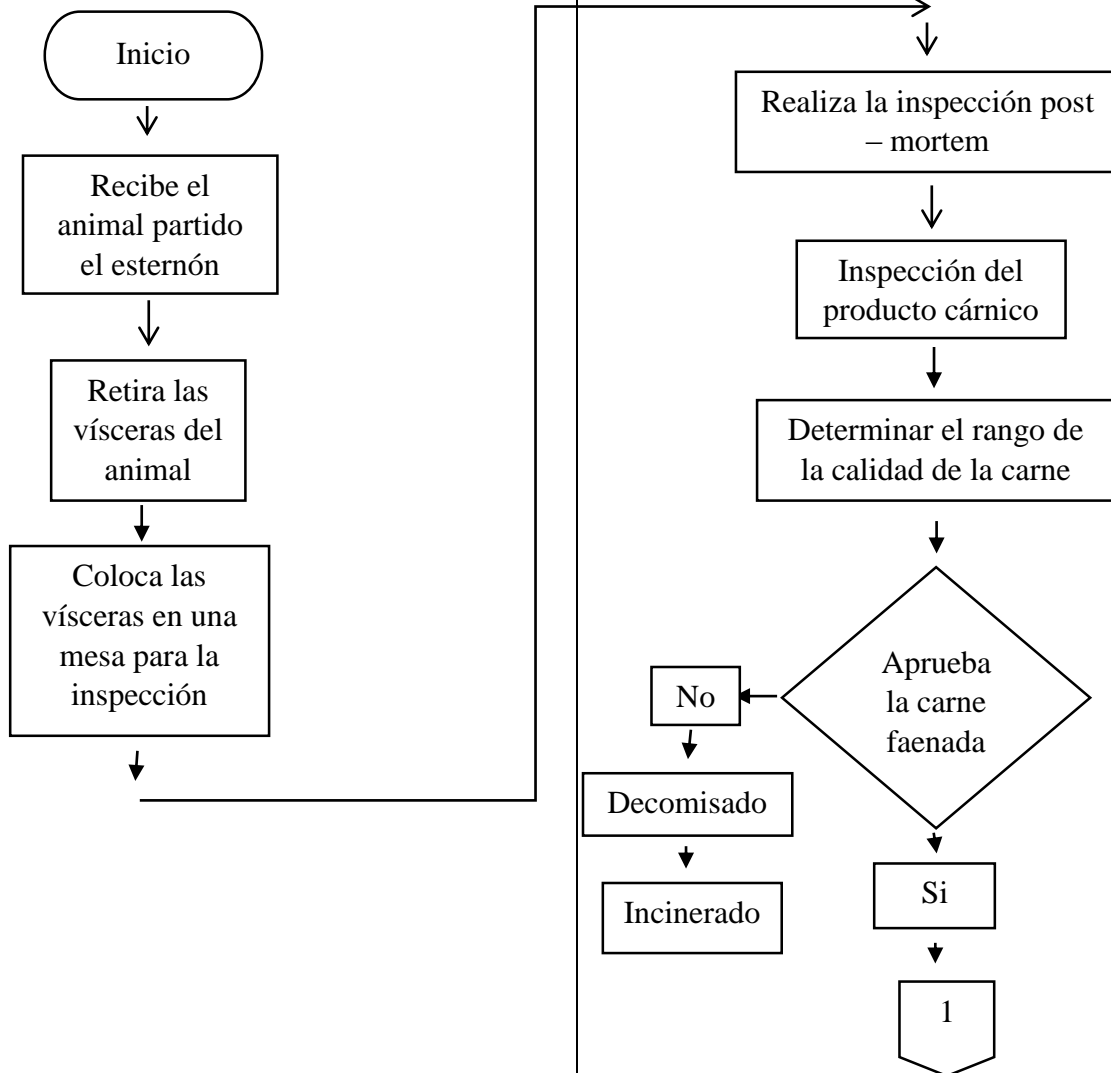 Inicio
Recibe el
animal partido
el esternón
Retira las
vísceras del
animal
Coloca las
vísceras en una
mesa para la
inspección
Realiza la inspección post
– mortem
Inspección del
producto cárnico
Determinar el rango de
la calidad de la carne
Aprueba
la carne
faenada
No
Decomisado
Incinerado
Si
1